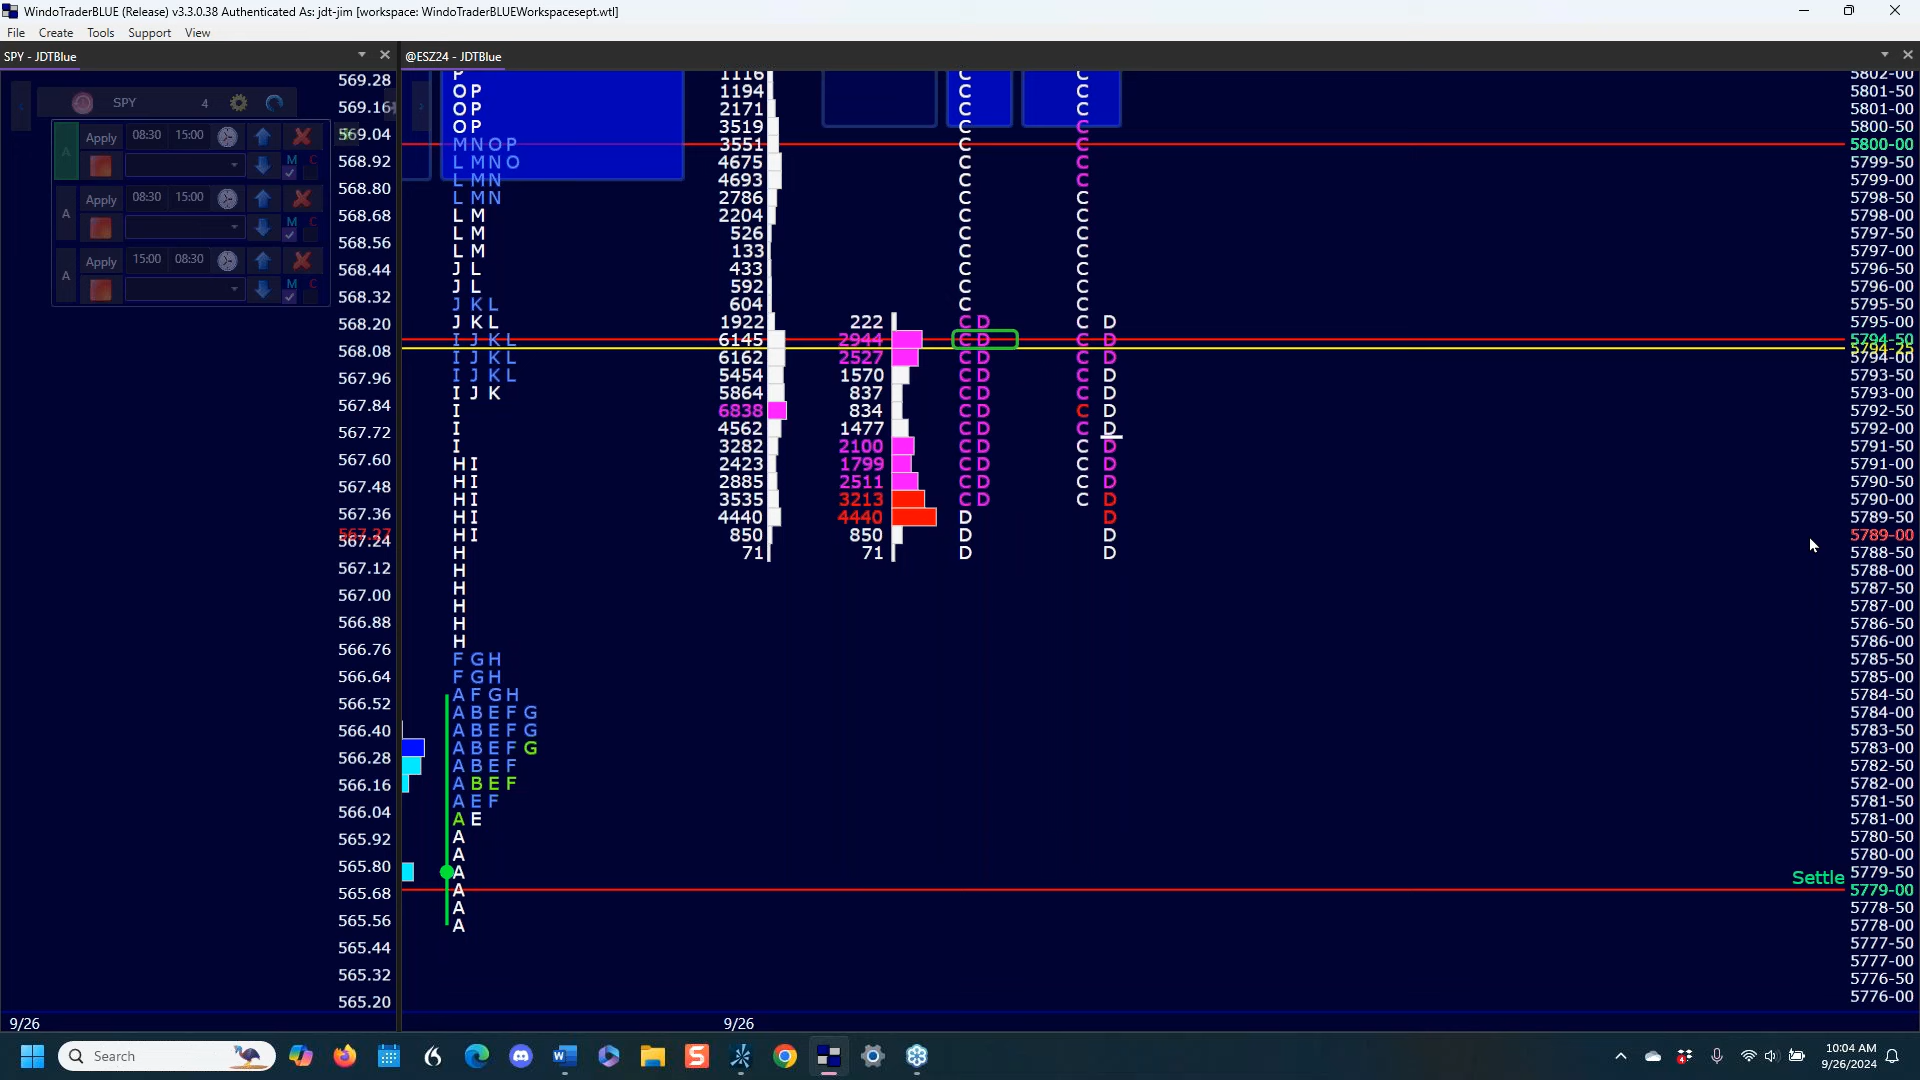 WindoTraderBLUE (Release) v3.3.0.38 Authenticated As: jdt-jim [workspace: WindoTraderBLUEWorkspacesept.wtl]
File Create Tools Support View
SPY - JDTBlue
@ESZ24 - JDTBlue
SPY 4
Apply 08:30 15:00
A M C
Apply 08:30 15:00
A M C
Apply 15:00 08:30
A M C
569.28
569.16
569.04
568.92
568.80
568.68
568.56
568.44
568.32
568.20
568.08
567.96
567.84
567.72
567.60
567.48
567.36
567.27
567.24
567.12
567.00
566.88
566.76
566.64
566.52
566.40
566.28
566.16
566.04
565.92
565.80
565.68
565.56
565.44
565.32
565.20
9/26
P 1116 C C 5802-00
O P 1194 C C 5801-50
O P 2171 C C 5801-00
O P 3519 C C 5800-50
M N O P 3551 C C 5800-00
L M N O 4675 C C 5799-50
L M N 4693 C C 5799-00
L M N 2786 C C 5798-50
L M 2204 C C 5798-00
L M 526 C C 5797-50
L M 133 C C 5797-00
J L 433 C C 5796-50
J L 592 C C 5796-00
J K L 604 C C 5795-50
J K L 1922 222 C D C D 5795-00
I J K L 6145 2944 C D C D 5794-50
5794-25
I J K L 6162 2527 C D C D 5794-00
I J K L 5454 1570 C D C D 5793-50
I J K 5864 837 C D C D 5793-00
I 6838 834 C D C D 5792-50
I 4562 1477 C D C D 5792-00
I 3282 2100 C D C D 5791-50
H I 2423 1799 C D C D 5791-00
H I 2885 2511 C D C D 5790-50
H I 3535 3213 C D C D 5790-00
H I 4440 4440 D D 5789-50
H I 850 850 D D 5789-00
H 71 71 D D 5788-50
H 5788-00
H 5787-50
H 5787-00
H 5786-50
H 5786-00
F G H 5785-50
F G H 5785-00
A F G H 5784-50
A B E F G 5784-00
A B E F G 5783-50
A B E F G 5783-00
A B E F 5782-50
A B E F 5782-00
A E F 5781-50
A E 5781-00
A 5780-50
A 5780-00
A 5779-50
A Settle 5779-00
A 5778-50
A 5778-00
5777-50
5777-00
5776-50
5776-00
9/26
Search
10:04 AM
9/26/2024